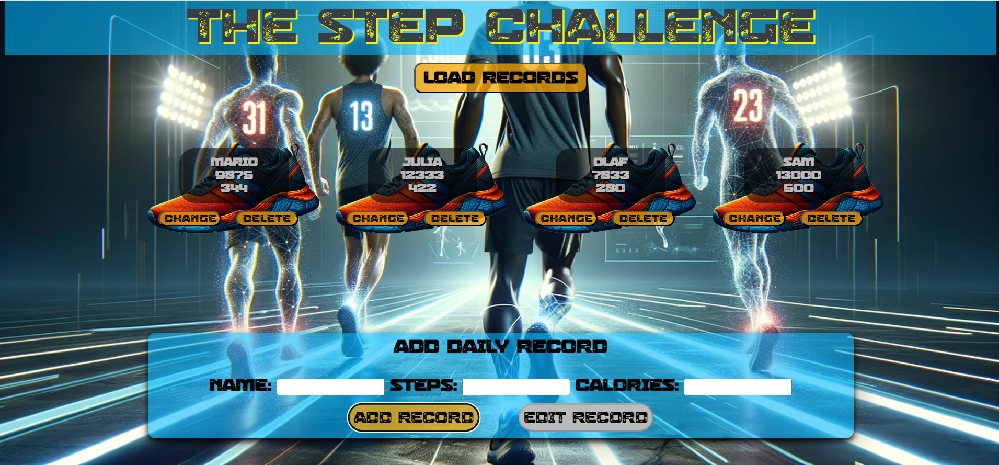 THE STEP CHALLENGE
03
LOAD RECORDS
31
13
23
MARIO
9875
344
CHANGE DELETE
JULIA
12333
422
CHANGE DELETE
OLAF
7833
280
CHANGE DELETE
SAM
13000
600
CHANGE DELETE
ADD DAILY RECORD
NAME: STEPS: CALORIES:
ADD RECORD EDIT RECORD